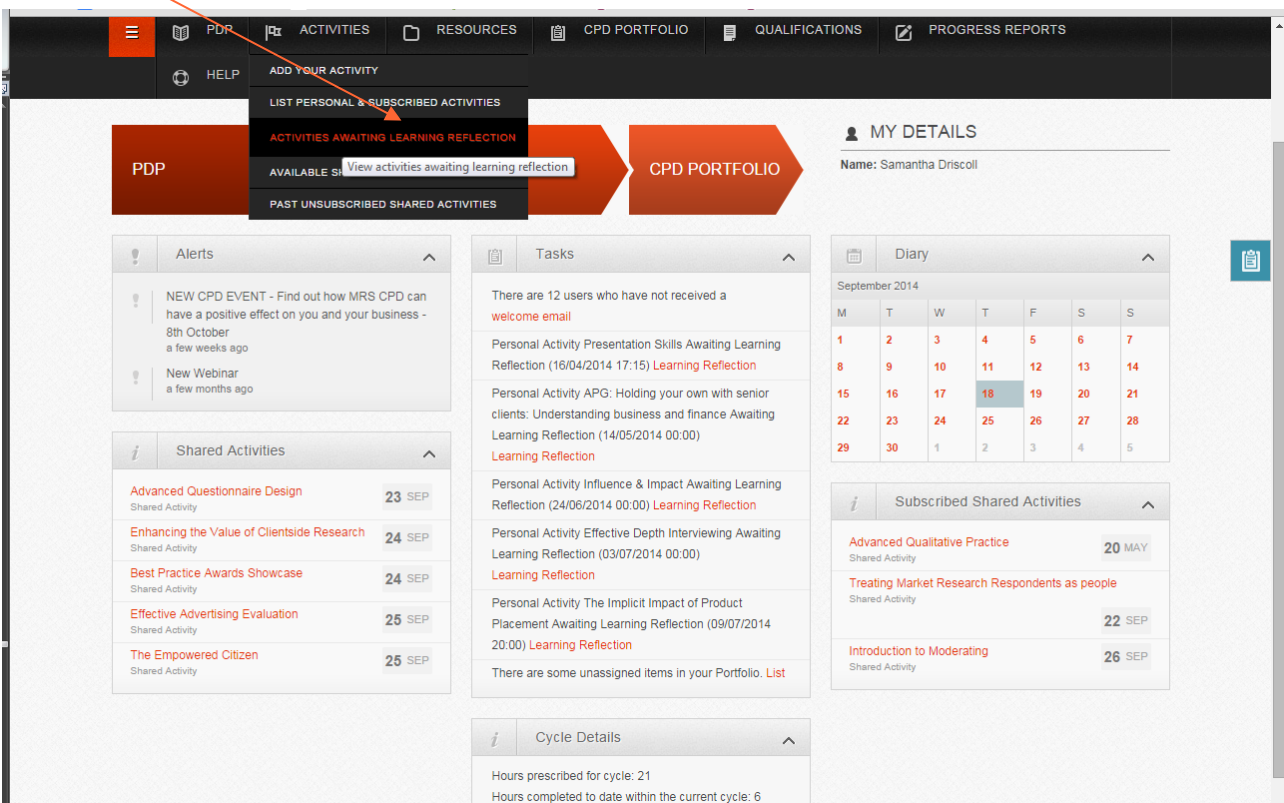 PDP
ACTIVITIES
RESOURCES
CPD PORTFOLIO
QUALIFICATIONS
PROGRESS REPORTS
HELP
ADD YOUR ACTIVITY
LIST PERSONAL & SUBSCRIBED ACTIVITIES
ACTIVITIES AWAITING LEARNING REFLECTION
View activities awaiting learning reflection
AVAILABLE
PAST UNSUBSCRIBED SHARED ACTIVITIES
PDP
CPD PORTFOLIO
MY DETAILS
Name: Samantha Driscoll
Alerts
NEW CPD EVENT - Find out how MRS CPD can
have a positive effect on you and your business -
8th October
a few weeks ago
New Webinar
a few months ago
Shared Activities
Advanced Questionnaire Design 23 SEP
Shared Activity
Enhancing the Value of Clientside Research 24 SEP
Shared Activity
Best Practice Awards Showcase 24 SEP
Shared Activity
Effective Advertising Evaluation 25 SEP
Shared Activity
The Empowered Citizen 25 SEP
Shared Activity
Tasks
There are 12 users who have not received a
welcome email
Personal Activity Presentation Skills Awaiting Learning
Reflection (16/04/2014 17:15) Learning Reflection
Personal Activity APG: Holding your own with senior
clients: Understanding business and finance Awaiting
Learning Reflection (14/05/2014 00:00)
Learning Reflection
Personal Activity Influence & Impact Awaiting Learning
Reflection (24/06/2014 00:00) Learning Reflection
Personal Activity Effective Depth Interviewing Awaiting
Learning Reflection (03/07/2014 00:00)
Learning Reflection
Personal Activity The Implicit Impact of Product
Placement Awaiting Learning Reflection (09/07/2014
20:00) Learning Reflection
There are some unassigned items in your Portfolio. List
Cycle Details
Hours prescribed for cycle: 21
Hours completed to date within the current cycle: 6
Diary
September 2014
M T W T F S S
1 2 3 4 5 6 7
8 9 10 11 12 13 14
15 16 17 18 19 20 21
22 23 24 25 26 27 28
29 30 1 2 3 4 5
Subscribed Shared Activities
Advanced Qualitative Practice 20 MAY
Shared Activity
Treating Market Research Respondents as people
Shared Activity
22 SEP
Introduction to Moderating 26 SEP
Shared Activity